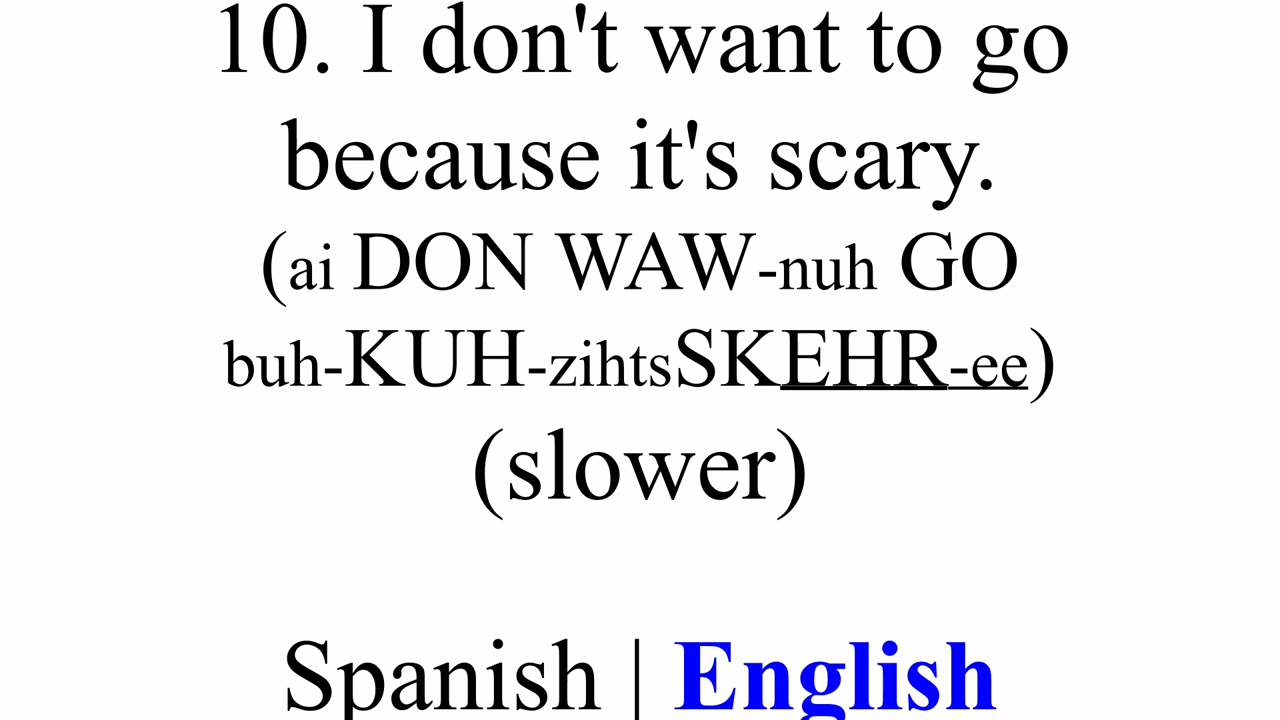 10. I don't want to go
because it's scary.
(ai DON WAW-nuh GO
buh-KUH-zihtsSKEHR-ee)
(slower)
Spanish | English